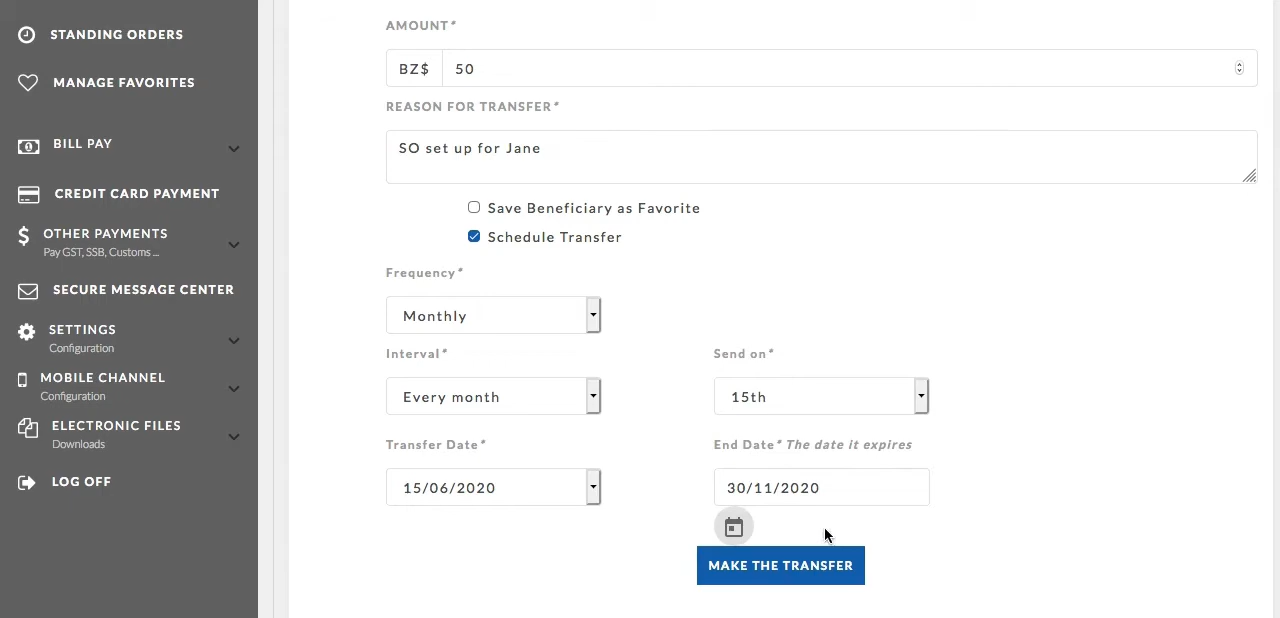 STANDING ORDERS
MANAGE FAVORITES
BILL PAY
CREDIT CARD PAYMENT
OTHER PAYMENTS
Pay GST, SSB, Customs ...
SECURE MESSAGE CENTER
SETTINGS
Configuration
MOBILE CHANNEL
Configuration
ELECTRONIC FILES
Downloads
LOG OFF
AMOUNT*
BZ$ 50
REASON FOR TRANSFER*
SO set up for Jane
Save Beneficiary as Favorite
Schedule Transfer
Frequency*
Monthly
Interval* Send on*
Every month 15th
Transfer Date* End Date* The date it expires
15/06/2020 30/11/2020
MAKE THE TRANSFER